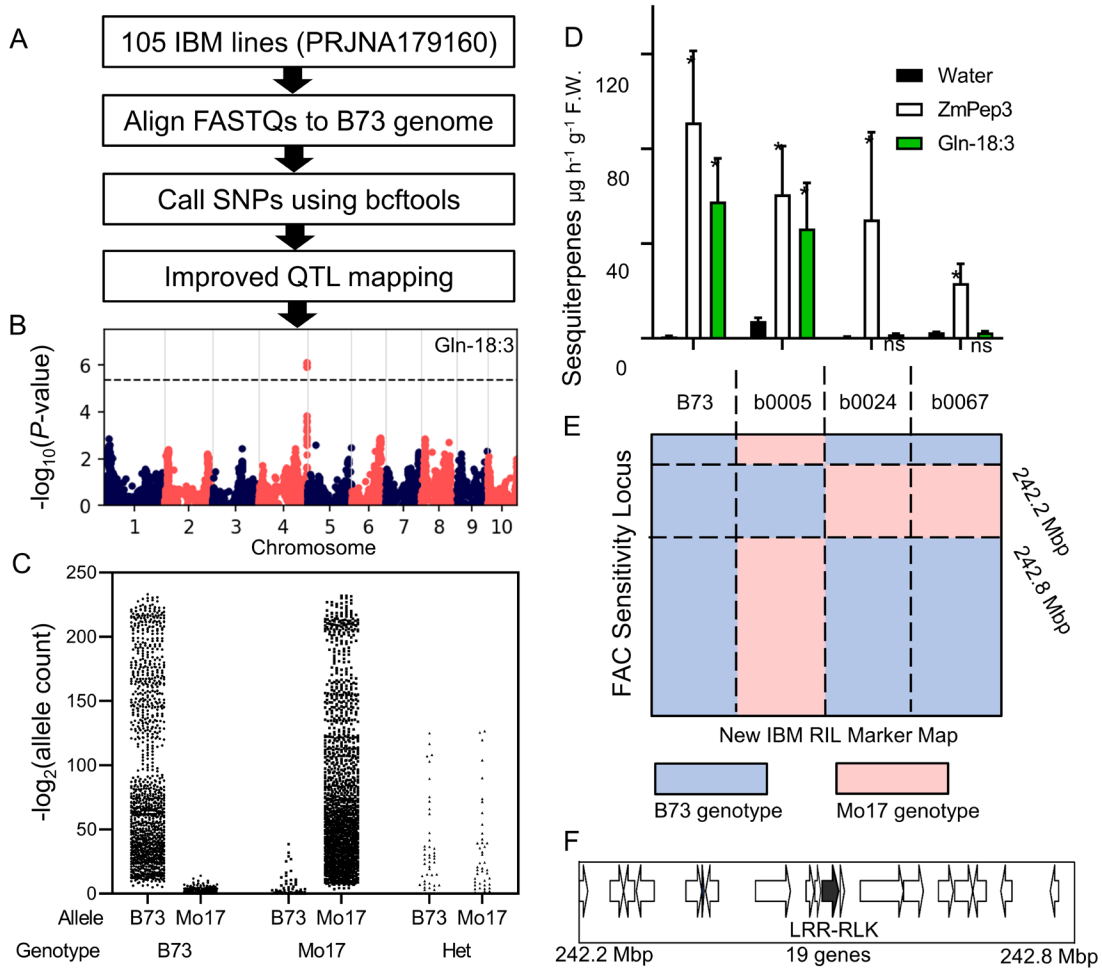 A
105 IBM lines (PRJNA179160)
Align FASTQs to B73 genome
Call SNPs using bcftools
Improved QTL mapping
B
Gln-18:3
-log10(P-value)
6
4
2
0
1 2 3 4 5 6 7 8 9 10
Chromosome
C
-log2(allele count)
250
200
150
100
50
0
Allele B73 Mo17 B73 Mo17 B73 Mo17
Genotype B73 Mo17 Het
D
Sesquiterpenes µg h-1 g-1 F.W.
120
80
40
0
Water
ZmPep3
Gln-18:3
* * * * * *
ns ns
B73 b0005 b0024 b0067
E
FAC Sensitivity Locus
242.2 Mbp
242.8 Mbp
New IBM RIL Marker Map
B73 genotype Mo17 genotype
F
LRR-RLK
242.2 Mbp 19 genes 242.8 Mbp